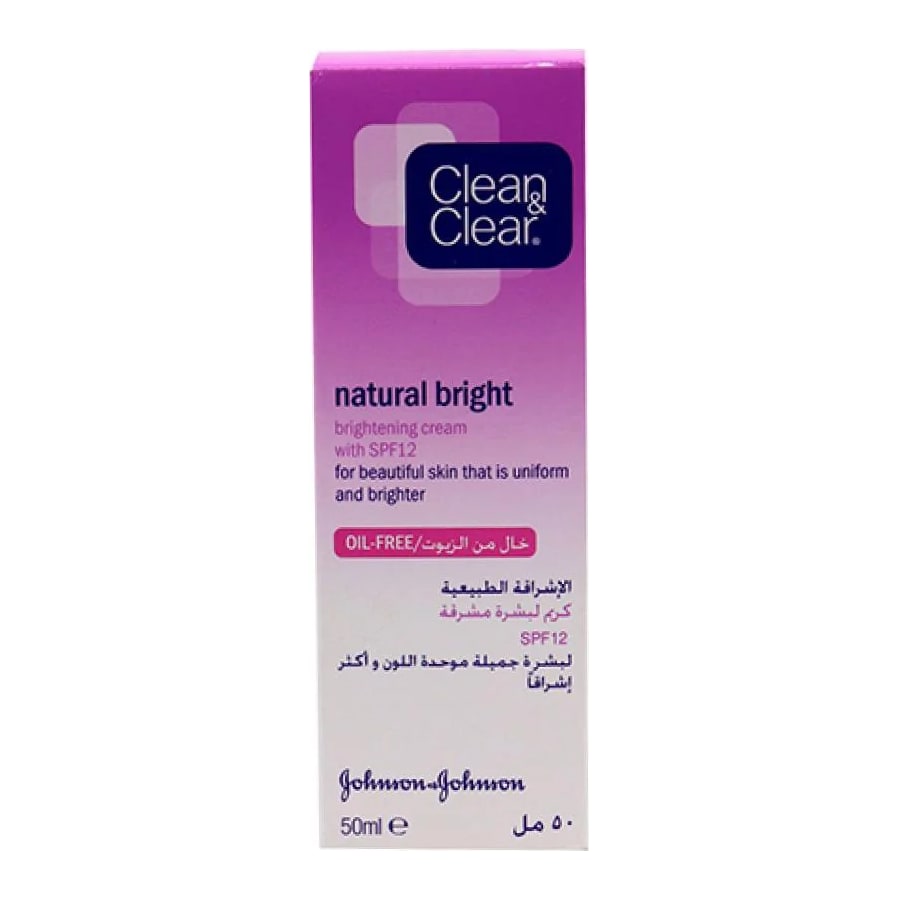 Clean
&
Clear®
natural bright
brightening cream
with SPF12
for beautiful skin that is uniform
and brighter
OIL-FREE/خال من الزيوت
الإشراقة الطبيعية
كريم لبشرة مشرقة
SPF12
لبشرة جميلة موحدة اللون و أكثر
إشراقاً
Johnson & Johnson
50ml ℮
٥٠ مل